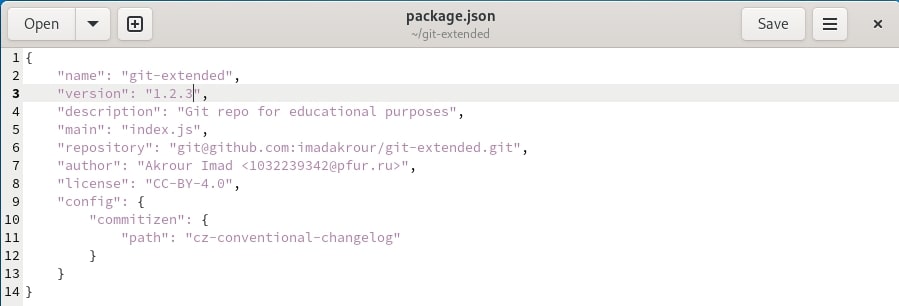 Open
package.json
~/git-extended
Save
1 {
2     "name": "git-extended",
3     "version": "1.2.3",
4     "description": "Git repo for educational purposes",
5     "main": "index.js",
6     "repository": "git@github.com:imadakrour/git-extended.git",
7     "author": "Akrour Imad <1032239342@pfur.ru>",
8     "license": "CC-BY-4.0",
9     "config": {
10         "commitizen": {
11             "path": "cz-conventional-changelog"
12         }
13     }
14 }